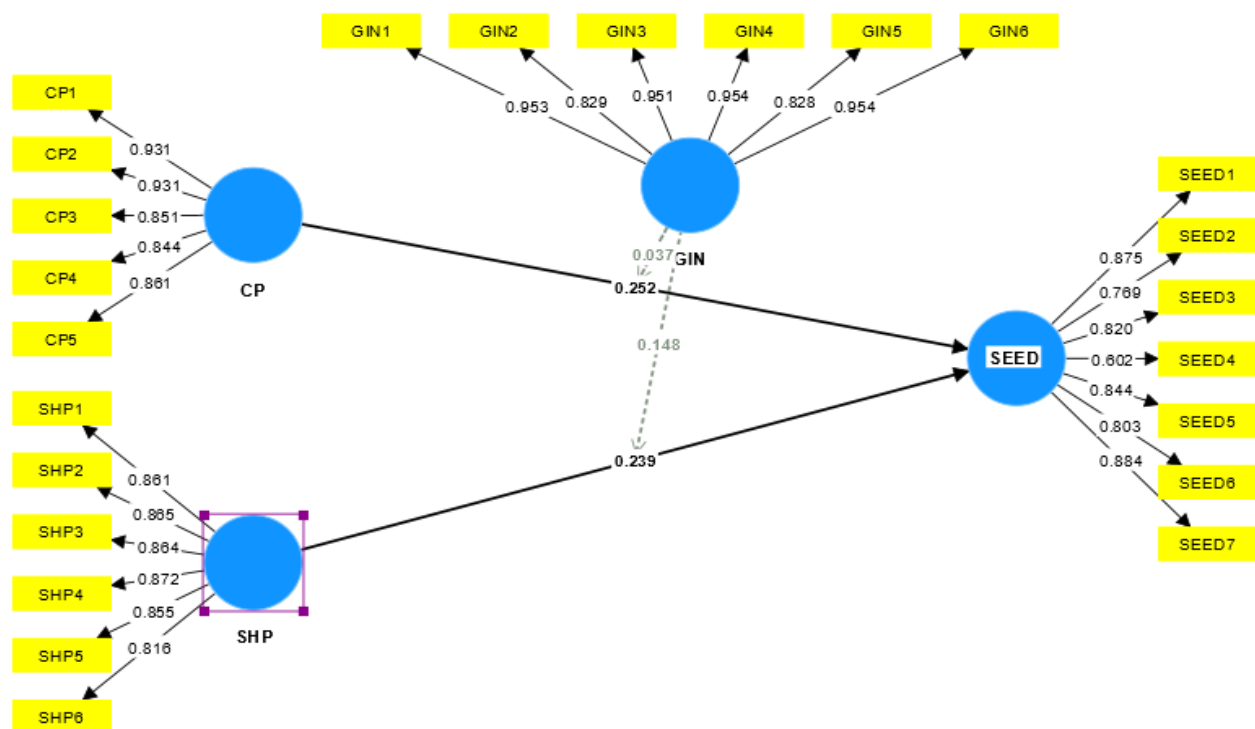 GIN1 GIN2 GIN3 GIN4 GIN5 GIN6
0.953 0.829 0.951 0.954 0.828 0.954
GIN
CP1
CP2
CP3
CP4
CP5
0.931
0.931
0.851
0.844
0.861
CP
0.037
0.252
0.148
0.239
SHP1
SHP2
SHP3
SHP4
SHP5
SHP6
0.861
0.865
0.864
0.872
0.855
0.816
SHP
SEED
0.875
0.769
0.820
0.602
0.844
0.803
0.884
SEED1
SEED2
SEED3
SEED4
SEED5
SEED6
SEED7